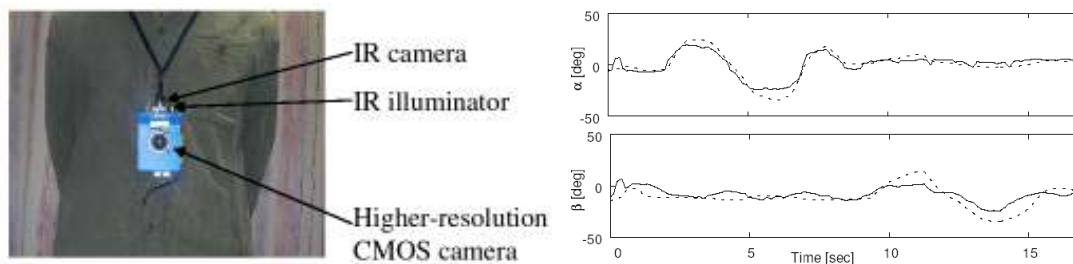 IR camera
IR illuminator
Higher-resolution
CMOS camera
50
0
-50
α [deg]
50
0
-50
β [deg]
0 5 10 15
Time [sec]